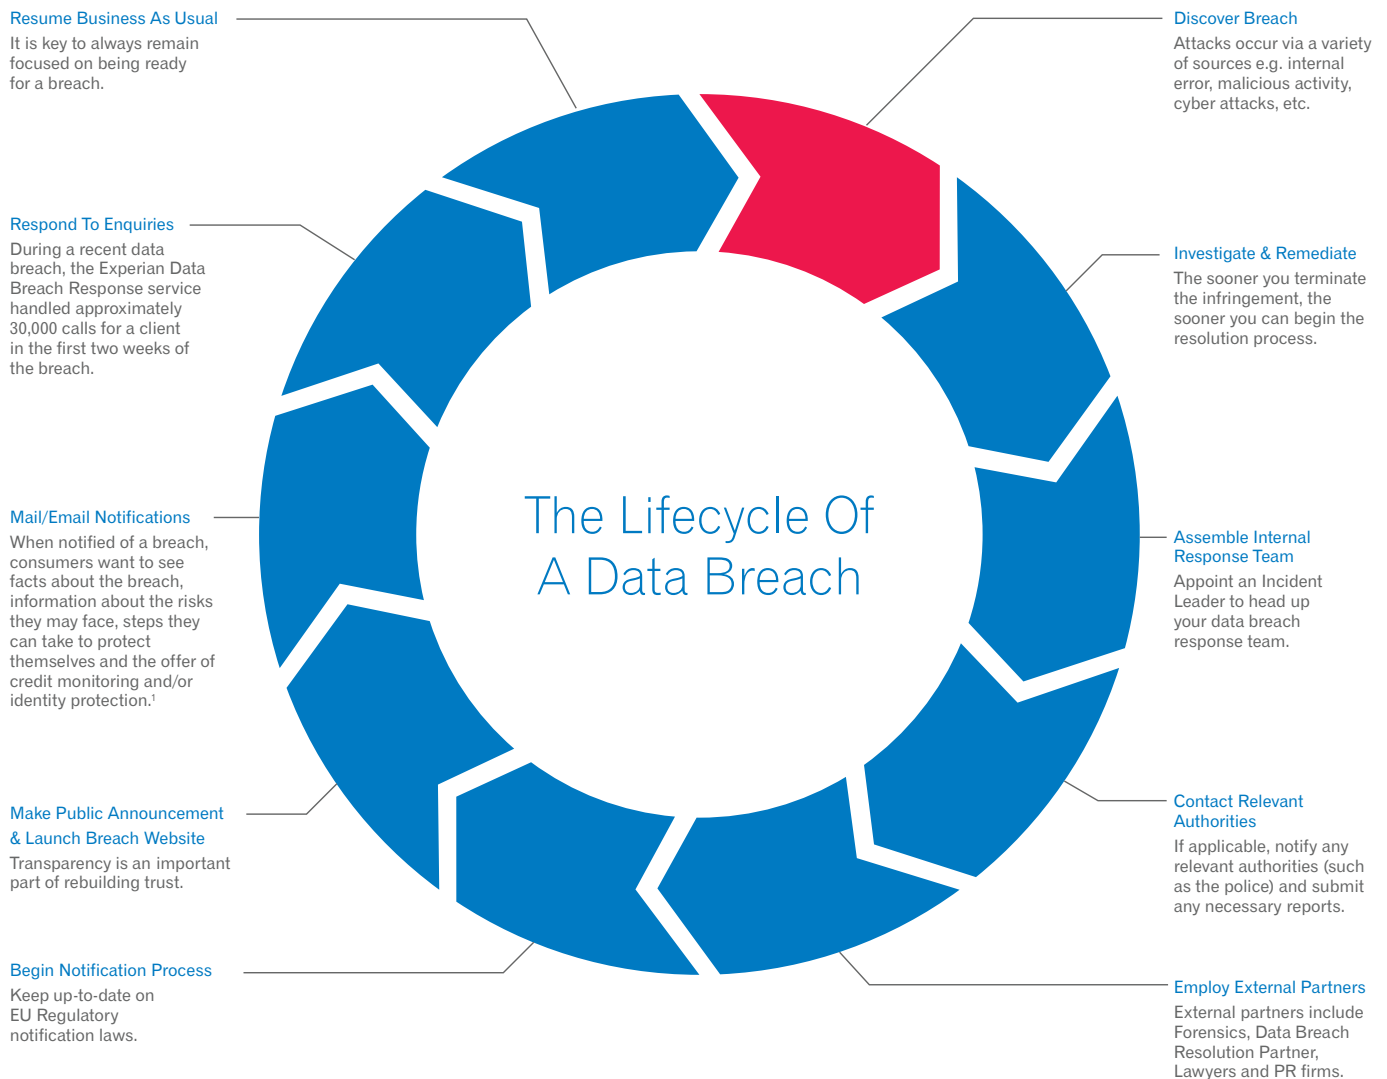 Resume Business As Usual
It is key to always remain
focused on being ready
for a breach.
Discover Breach
Attacks occur via a variety
of sources e.g. internal
error, malicious activity,
cyber attacks, etc.
Respond To Enquiries
During a recent data
breach, the Experian Data
Breach Response service
handled approximately
30,000 calls for a client
in the first two weeks of
the breach.
Investigate & Remediate
The sooner you terminate
the infringement, the
sooner you can begin the
resolution process.
The Lifecycle Of
A Data Breach
Mail/Email Notifications
When notified of a breach,
consumers want to see
facts about the breach,
information about the risks
they may face, steps they
can take to protect
themselves and the offer of
credit monitoring and/or
identity protection.¹
Assemble Internal
Response Team
Appoint an Incident
Leader to head up
your data breach
response team.
Make Public Announcement
& Launch Breach Website
Transparency is an important
part of rebuilding trust.
Contact Relevant
Authorities
If applicable, notify any
relevant authorities (such
as the police) and submit
any necessary reports.
Begin Notification Process
Keep up-to-date on
EU Regulatory
notification laws.
Employ External Partners
External partners include
Forensics, Data Breach
Resolution Partner,
Lawyers and PR firms.